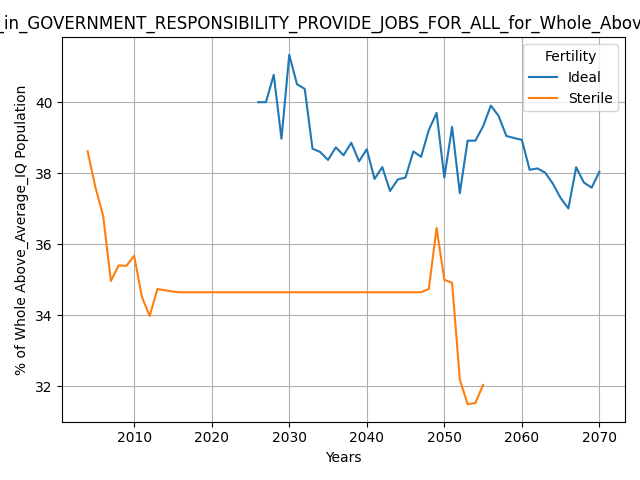 _in_GOVERNMENT_RESPONSIBILITY_PROVIDE_JOBS_FOR_ALL_for_Whole_Abov
% of Whole Above_Average_IQ Population
40
38
36
34
32
Fertility
Ideal
Sterile
2010 2020 2030 2040 2050 2060 2070
Years